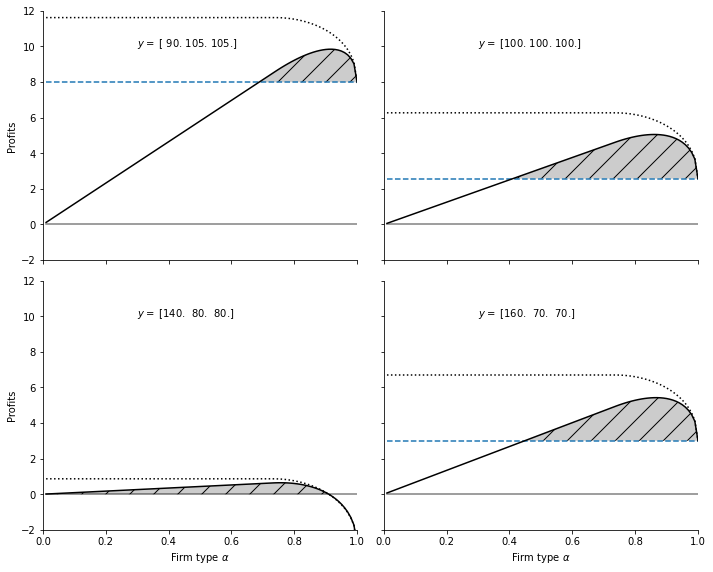 12
10
8
6
4
2
0
−2
Profits
y = [ 90. 105. 105.]
y = [100. 100. 100.]
12
10
8
6
4
2
0
−2
Profits
y = [140.  80.  80.]
y = [160.  70.  70.]
0.0 0.2 0.4 0.6 0.8 1.0
Firm type α
0.0 0.2 0.4 0.6 0.8 1.0
Firm type α